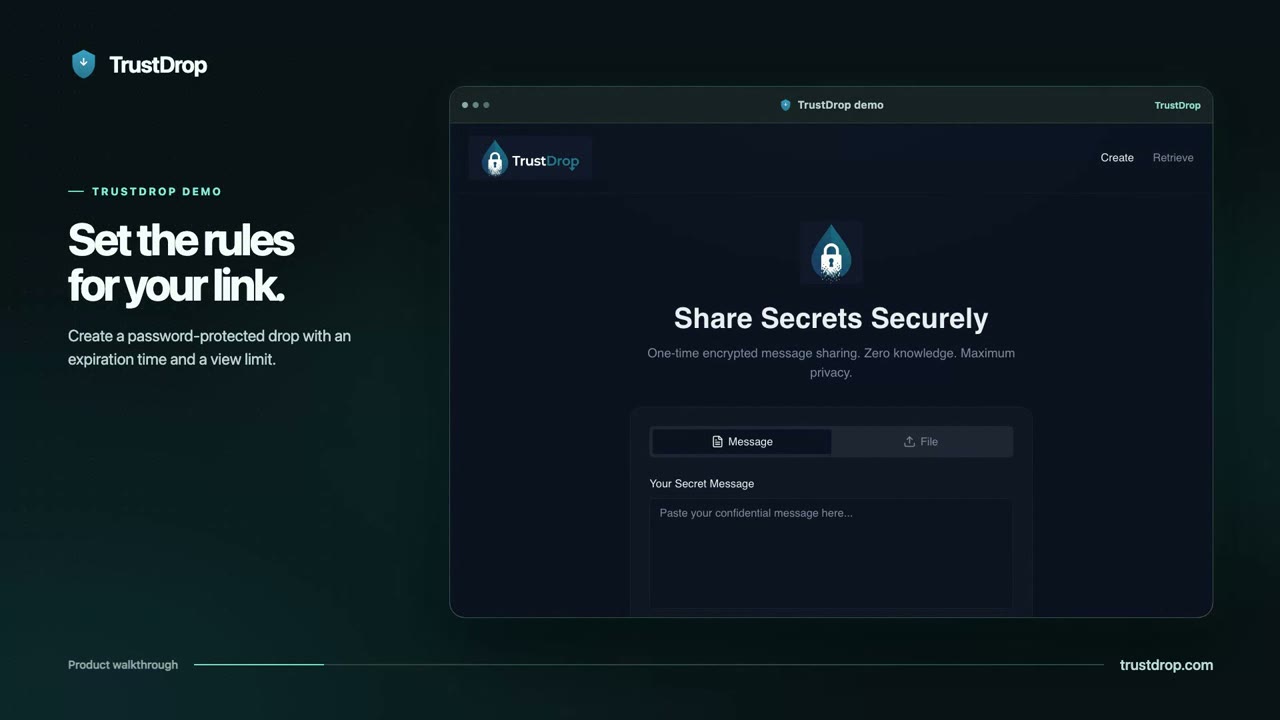 TrustDrop
TRUSTDROP DEMO
Set the rules
for your link.
Create a password-protected drop with an
expiration time and a view limit.
TrustDrop demo
TrustDrop
TrustDrop
Create
Retrieve
Share Secrets Securely
One-time encrypted message sharing. Zero knowledge. Maximum
privacy.
Message
File
Your Secret Message
Paste your confidential message here...
Product walkthrough
trustdrop.com